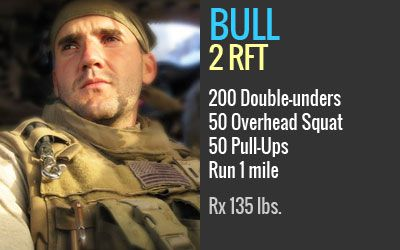 BULL
2 RFT
200 Double-unders
50 Overhead Squat
50 Pull-Ups
Run 1 mile
Rx 135 lbs.